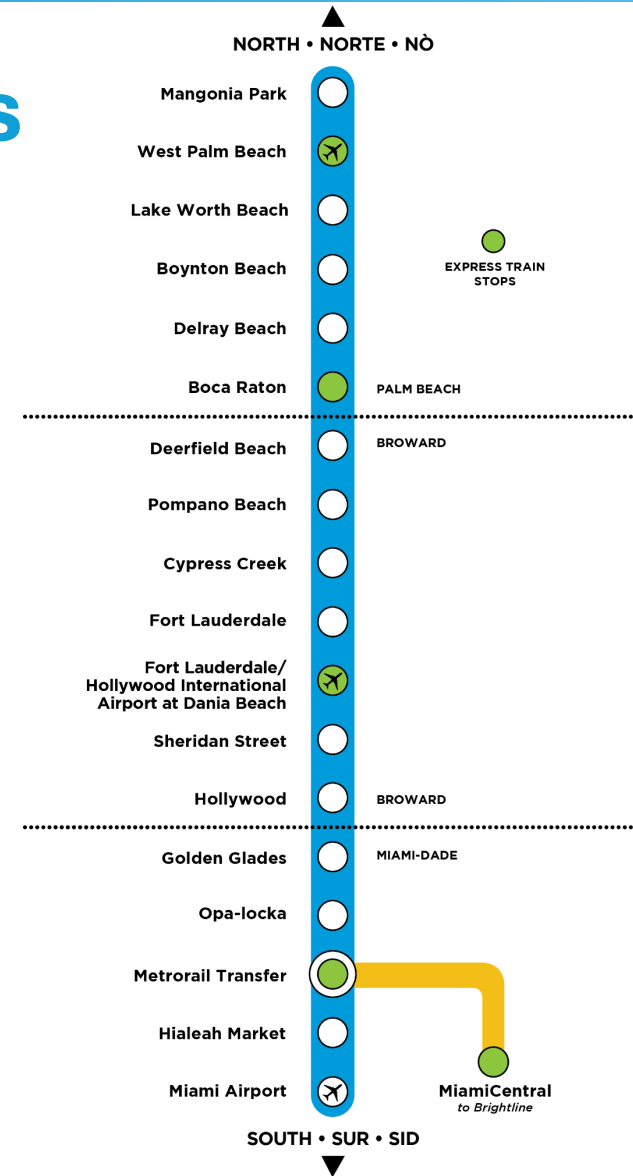 NORTH • NORTE • NÒ
s
Mangonia Park
West Palm Beach
Lake Worth Beach
Boynton Beach
EXPRESS TRAIN
STOPS
Delray Beach
Boca Raton
PALM BEACH
Deerfield Beach
BROWARD
Pompano Beach
Cypress Creek
Fort Lauderdale
Fort Lauderdale/
Hollywood International
Airport at Dania Beach
Sheridan Street
Hollywood
BROWARD
Golden Glades
MIAMI-DADE
Opa-locka
Metrorail Transfer
Hialeah Market
Miami Airport
MiamiCentral
to Brightline
SOUTH • SUR • SID